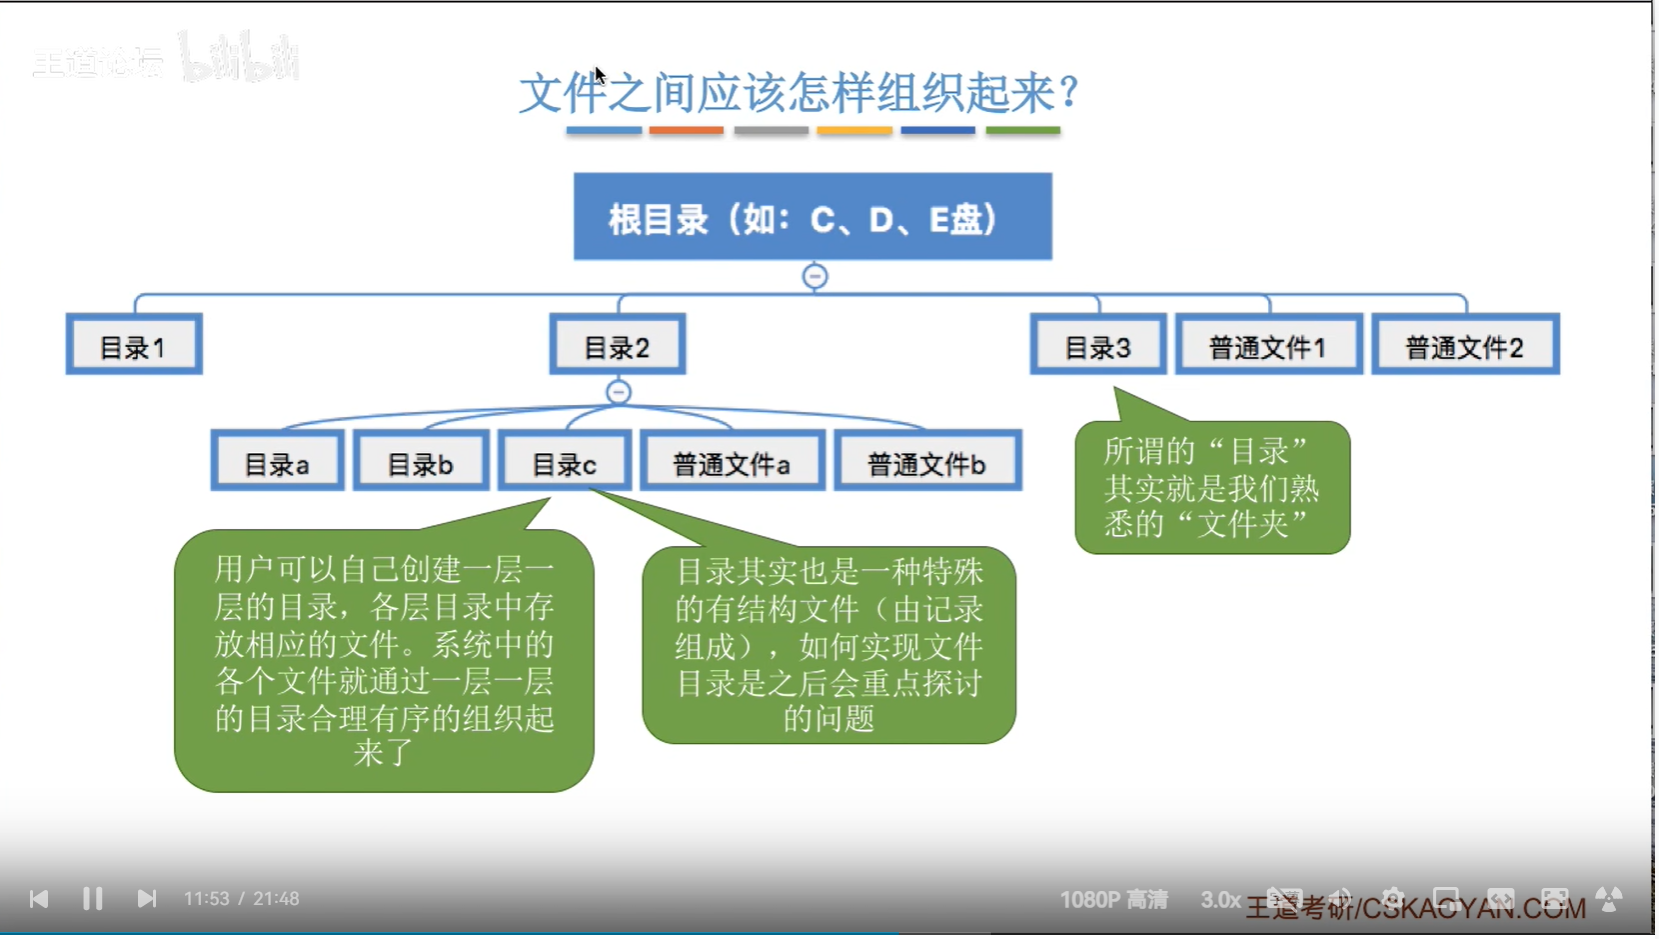 王道论坛 bilibili
文件之间应该怎样组织起来?
根目录（如：C、D、E盘）
目录1
目录2
目录3
普通文件1
普通文件2
目录a
目录b
目录c
普通文件a
普通文件b
所谓的“目录”
其实就是我们熟
悉的“文件夹”
用户可以自己创建一层一
层的目录，各层目录中存
放相应的文件。系统中的
各个文件就通过一层一层
的目录合理有序的组织起
来了
目录其实也是一种特殊
的有结构文件（由记录
组成），如何实现文件
目录是之后会重点探讨
的问题
11:53 / 21:48
1080P 高清
3.0x
王道考研/CSKAOYAN.COM